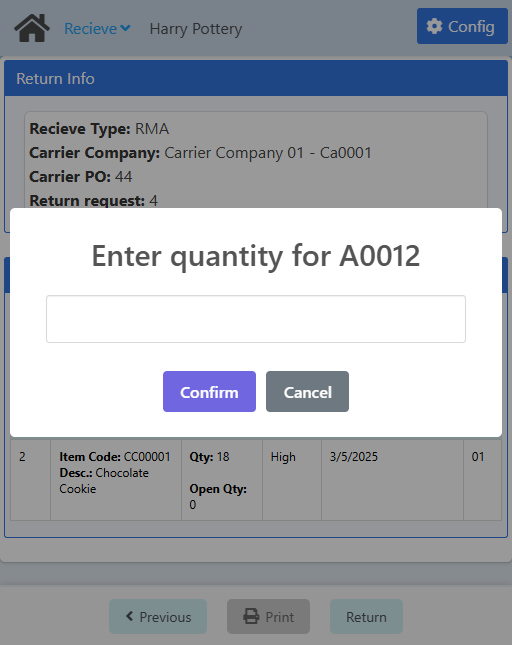 Recieve Harry Pottery Config
Return Info
Recieve Type: RMA
Carrier Company: Carrier Company 01 - Ca0001
Carrier PO: 44
Return request: 4
Enter quantity for A0012
Confirm Cancel
2 Item Code: CC00001 Qty: 18 High 3/5/2025 01
Desc.: Chocolate
Cookie Open Qty:
0
Previous Print Return